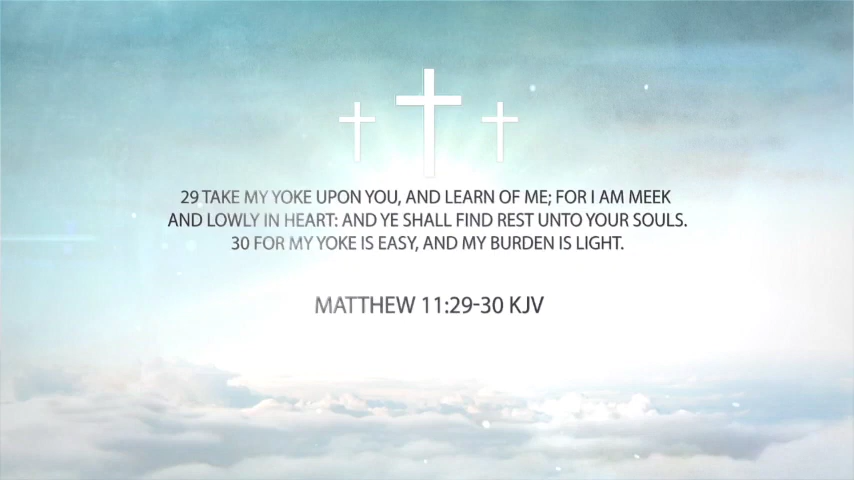 29 TAKE MY YOKE UPON YOU, AND LEARN OF ME; FOR I AM MEEK
AND LOWLY IN HEART: AND YE SHALL FIND REST UNTO YOUR SOULS.
30 FOR MY YOKE IS EASY, AND MY BURDEN IS LIGHT.
MATTHEW 11:29-30 KJV